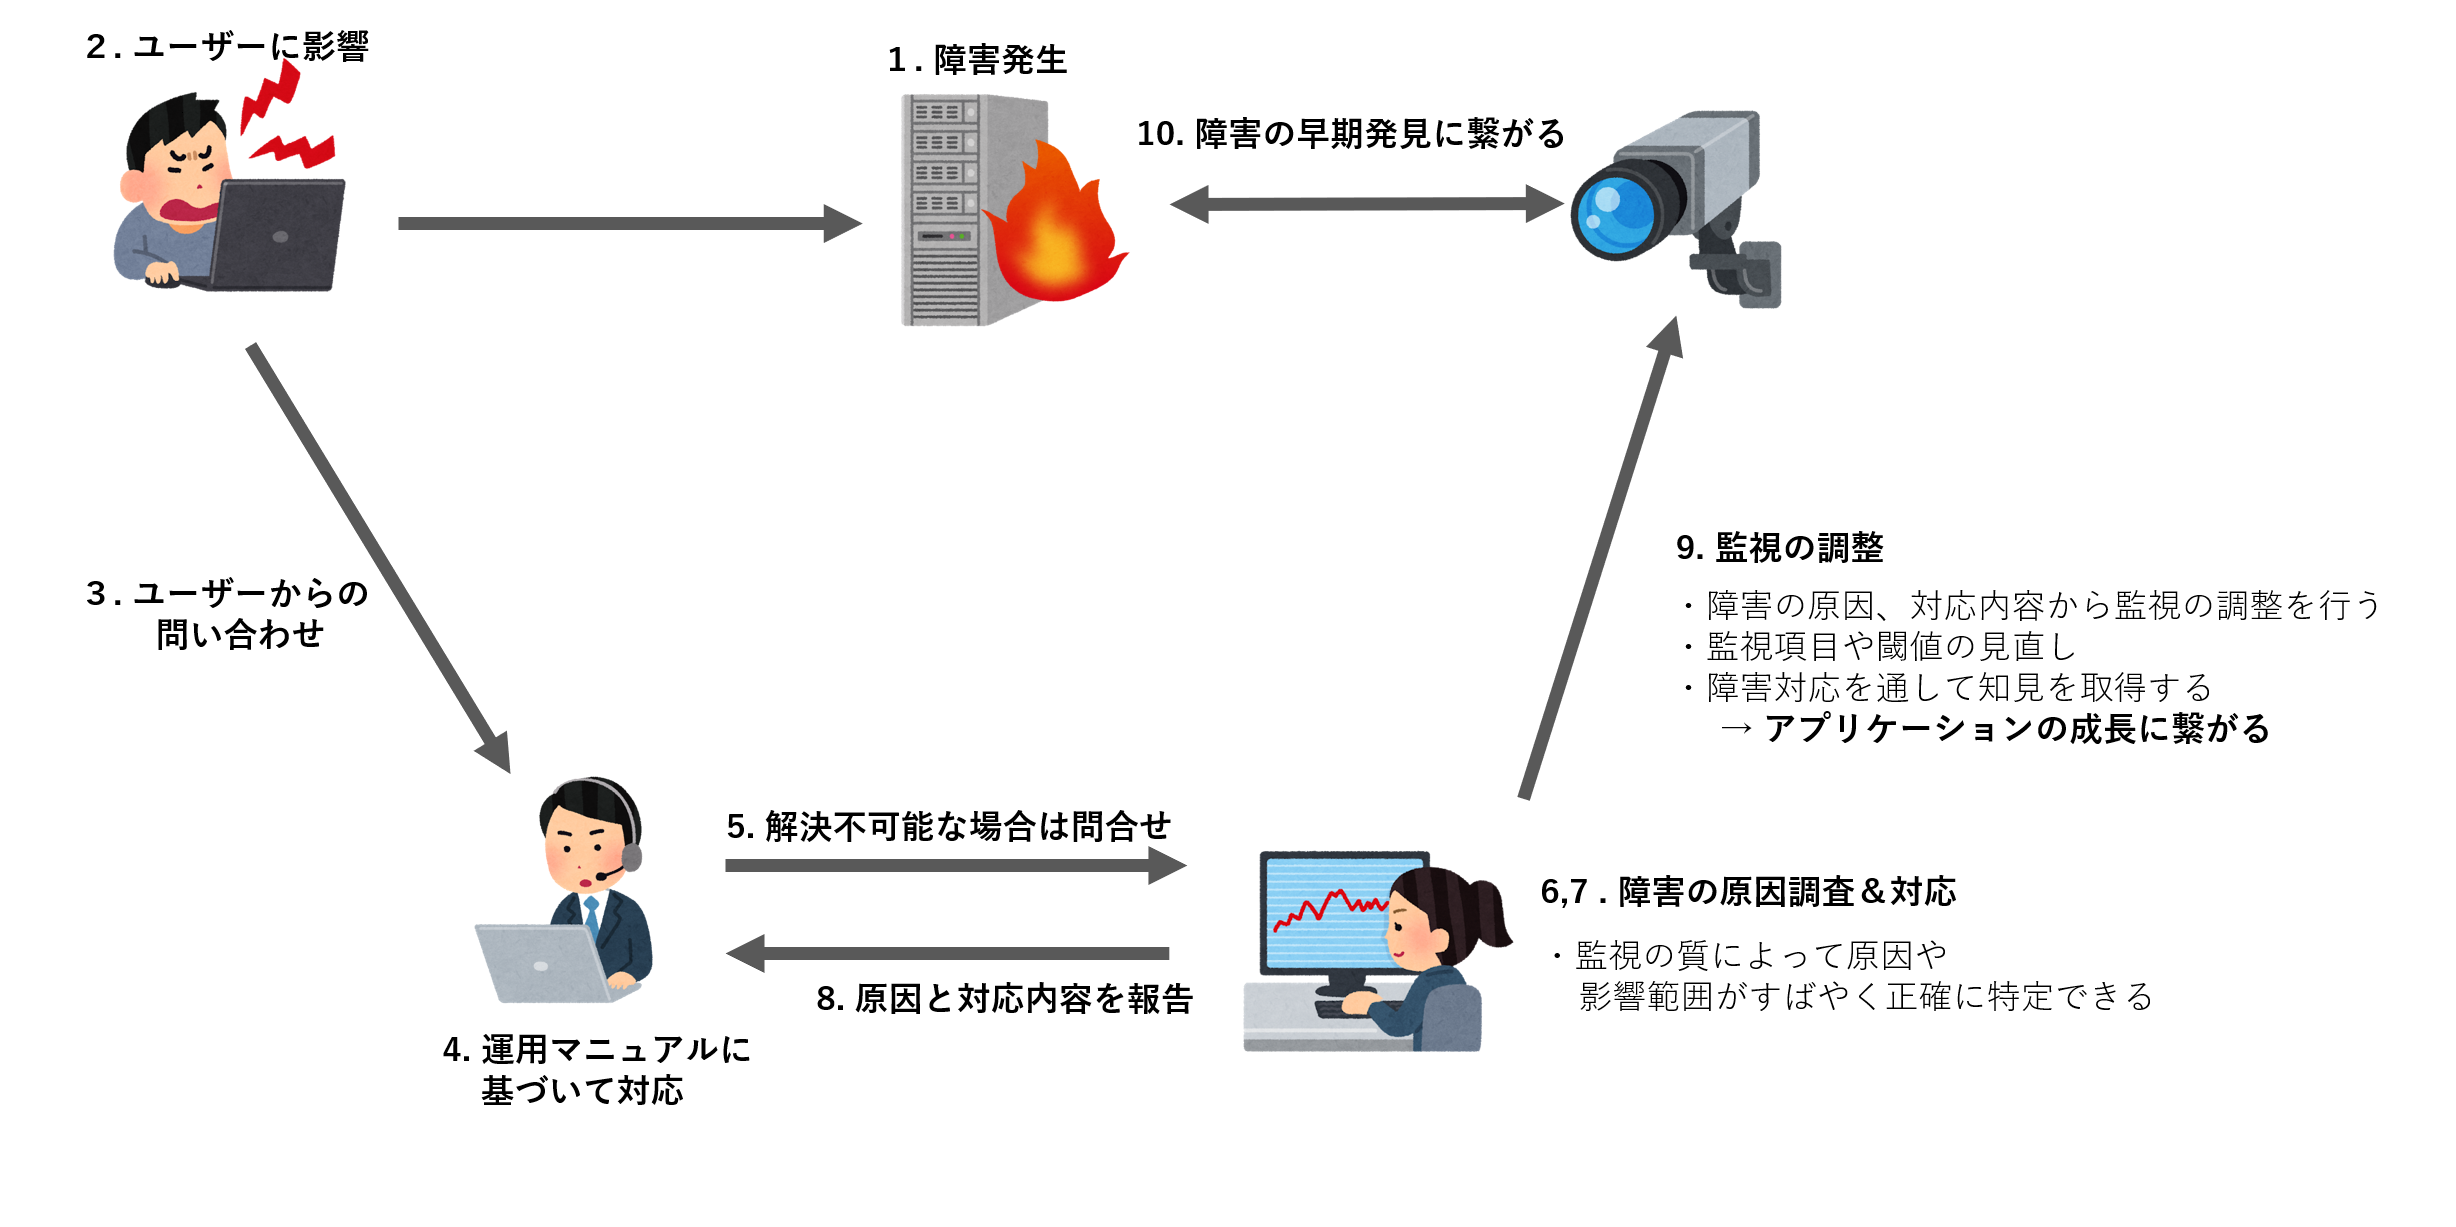 2 . ユーザーに影響
1 . 障害発生
10. 障害の早期発見に繋がる
3 . ユーザーからの
問い合わせ
9. 監視の調整
・障害の原因、対応内容から監視の調整を行う
・監視項目や閾値の見直し
・障害対応を通して知見を取得する
→ アプリケーションの成長に繋がる
5. 解決不可能な場合は問合せ
8. 原因と対応内容を報告
4. 運用マニュアルに
基づいて対応
6,7 . 障害の原因調査＆対応
・監視の質によって原因や
影響範囲がすばやく正確に特定できる